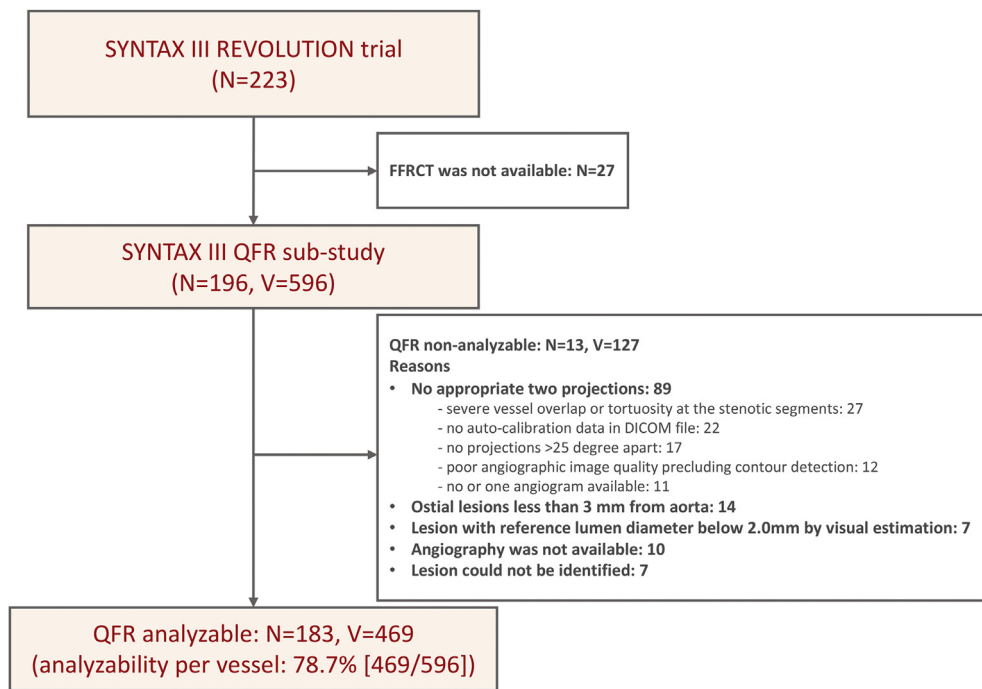 SYNTAX III REVOLUTION trial
(N=223)
FFRCT was not available: N=27
SYNTAX III QFR sub-study
(N=196, V=596)
QFR non-analyzable: N=13, V=127
Reasons
• No appropriate two projections: 89
- severe vessel overlap or tortuosity at the stenotic segments: 27
- no auto-calibration data in DICOM file: 22
- no projections >25 degree apart: 17
- poor angiographic image quality precluding contour detection: 12
- no or one angiogram available: 11
• Ostial lesions less than 3 mm from aorta: 14
• Lesion with reference lumen diameter below 2.0mm by visual estimation: 7
• Angiography was not available: 10
• Lesion could not be identified: 7
QFR analyzable: N=183, V=469
(analyzability per vessel: 78.7% [469/596])